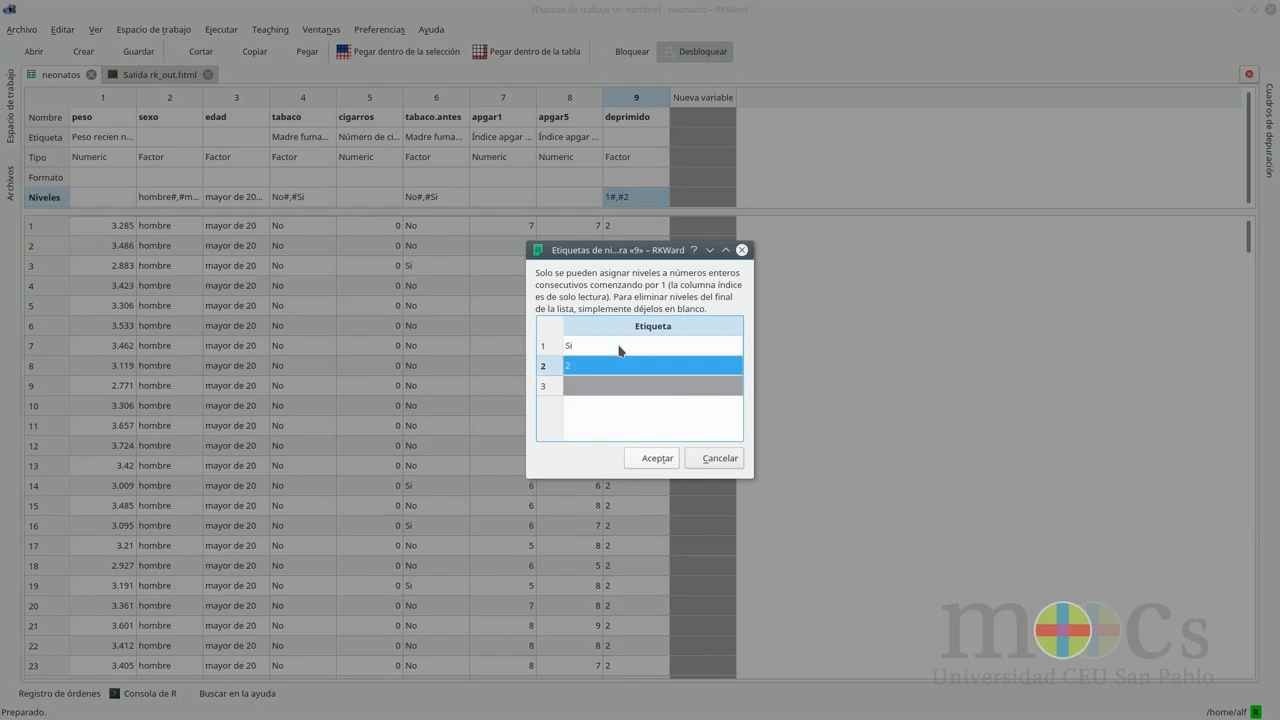 [Espacio de trabajo sin nombre] - neonatos – RKWard
Archivo Editar Ver Espacio de trabajo Ejecutar Teaching Ventanas Preferencias Ayuda
Abrir Crear Guardar Cortar Copiar Pegar Pegar dentro de la selección Pegar dentro de la tabla Bloquear Desbloquear
neonatos Salida rk_out.html
Espacio de trabajo
Archivos
Cuadros de depuración
1 2 3 4 5 6 7 8 9 Nueva variable
Nombre peso sexo edad tabaco cigarros tabaco.antes apgar1 apgar5 deprimido
Etiqueta Peso recien n... Madre fuma... Número de ci... Madre fuma... Índice apgar ... Índice apgar ...
Tipo Numeric Factor Factor Factor Numeric Factor Numeric Numeric Factor
Formato
Niveles hombre#,#m... mayor de 20... No#,#Si No#,#Si 1#,#2
1 3.285 hombre mayor de 20 No 0 No 7 7 2
2 3.486 hombre mayor de 20 No 0 No
3 2.883 hombre mayor de 20 No 0 Si
4 3.423 hombre mayor de 20 No 0 No
5 3.306 hombre mayor de 20 No 0 No
6 3.533 hombre mayor de 20 No 0 No
7 3.462 hombre mayor de 20 No 0 No
8 3.119 hombre mayor de 20 No 0 No
9 2.771 hombre mayor de 20 No 0 No
10 3.306 hombre mayor de 20 No 0 No
11 3.657 hombre mayor de 20 No 0 No
12 3.724 hombre mayor de 20 No 0 No
13 3.42 hombre mayor de 20 No 0 No
14 3.009 hombre mayor de 20 No 0 Si 6 6 2
15 3.485 hombre mayor de 20 No 0 No 6 8 2
16 3.095 hombre mayor de 20 No 0 Si 6 7 2
17 3.21 hombre mayor de 20 No 0 No 5 8 2
18 2.927 hombre mayor de 20 No 0 No 6 5 2
19 3.191 hombre mayor de 20 No 0 Si 5 8 2
20 3.361 hombre mayor de 20 No 0 No 7 8 2
21 3.601 hombre mayor de 20 No 0 No 8 9 2
22 3.412 hombre mayor de 20 No 0 No 8 8 2
23 3.405 hombre mayor de 20 No 0 No 8 7 2
Etiquetas de ni...ra «9» – RKWard ?
Solo se pueden asignar niveles a números enteros
consecutivos comenzando por 1 (la columna índice
es de solo lectura). Para eliminar niveles del final
de la lista, simplemente déjelos en blanco.
Etiqueta
1 Si
2 2
3
Aceptar Cancelar
moocs
Universidad CEU San Pablo
Registro de órdenes Consola de R Buscar en la ayuda
Preparado. /home/alf R